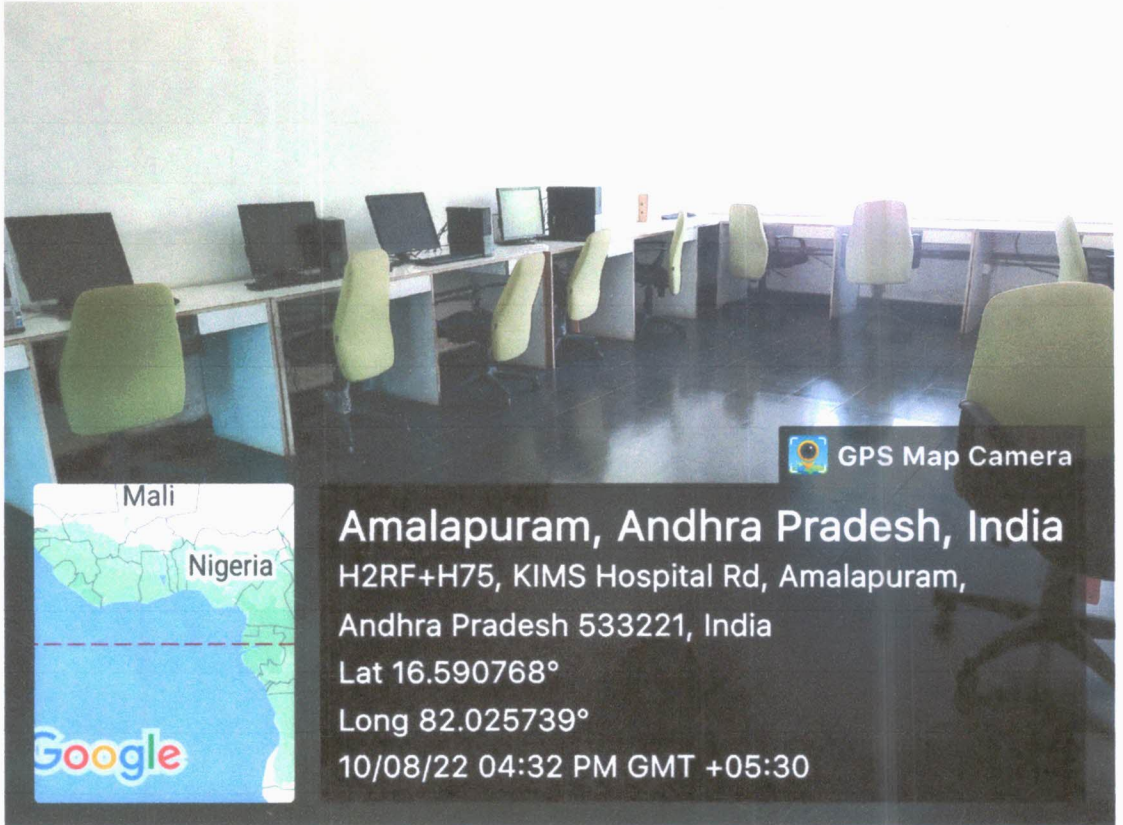 GPS Map Camera
Mali
Nigeria
Google
Amalapuram, Andhra Pradesh, India
H2RF+H75, KIMS Hospital Rd, Amalapuram,
Andhra Pradesh 533221, India
Lat 16.590768°
Long 82.025739°
10/08/22 04:32 PM GMT +05:30